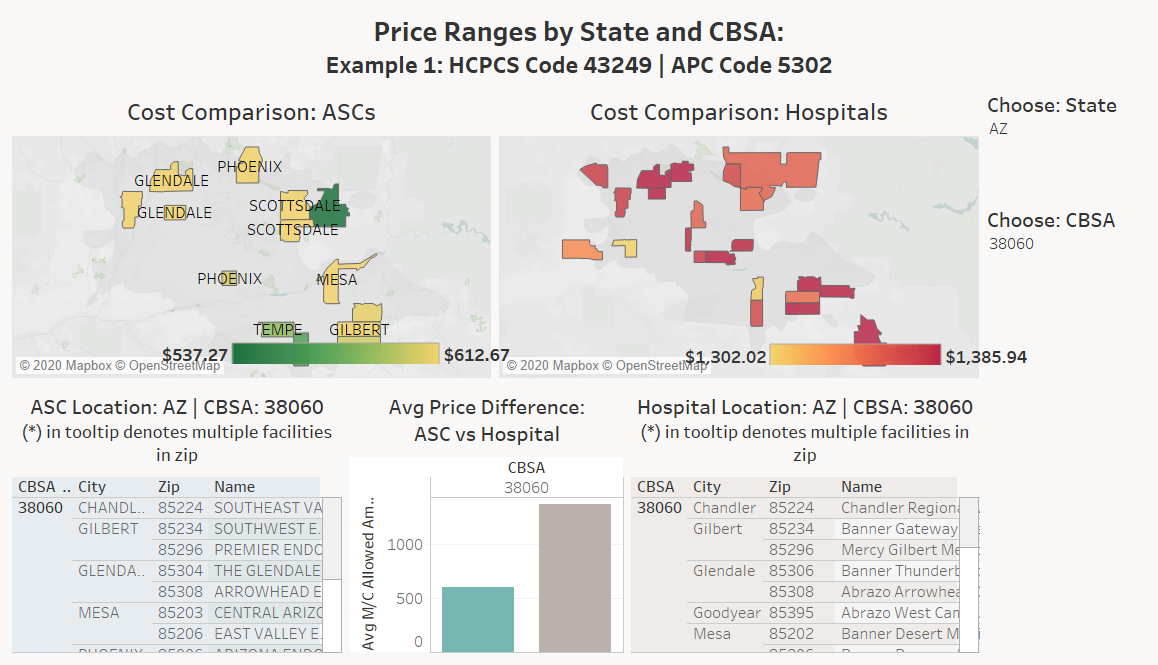 Price Ranges by State and CBSA:
Example 1: HCPCS Code 43249 | APC Code 5302
Cost Comparison: ASCs
PHOENIX
GLENDALE
SCOTTSDALE
GLENDALE
SCOTTSDALE
PHOENIX
MESA
TEMPE
GILBERT
$537.27
$612.67
© 2020 Mapbox © OpenStreetMap
Cost Comparison: Hospitals
$1,302.02
$1,385.94
© 2020 Mapbox © OpenStreetMap
Choose: State
AZ
Choose: CBSA
38060
ASC Location: AZ | CBSA: 38060
(*) in tooltip denotes multiple facilities
in zip
CBSA .. City Zip Name
38060 CHANDL.. 85224 SOUTHEAST VA
GILBERT 85234 SOUTHWEST E.
85296 PREMIER ENDO
GLENDA.. 85304 THE GLENDALE
85308 ARROWHEAD E
MESA 85203 CENTRAL ARIZO
85206 EAST VALLEY E.
Avg Price Difference:
ASC vs Hospital
CBSA
38060
Avg M/C Allowed Am..
1000
500
0
Hospital Location: AZ | CBSA: 38060
(*) in tooltip denotes multiple facilities in
zip
CBSA City Zip Name
38060 Chandler 85224 Chandler Regiona
Gilbert 85234 Banner Gateway
85296 Mercy Gilbert Me
Glendale 85306 Banner Thunderb
85308 Abrazo Arrowhea
Goodyear 85395 Abrazo West Cam
Mesa 85202 Banner Desert M